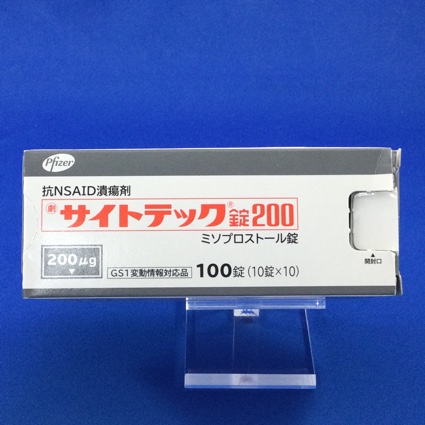 Pfizer
抗NSAID潰瘍剤
劇 サイトテック®錠200
ミソプロストール錠
200μg
▼
GS1変動情報対応品
100錠(10錠×10)
▲
開封口